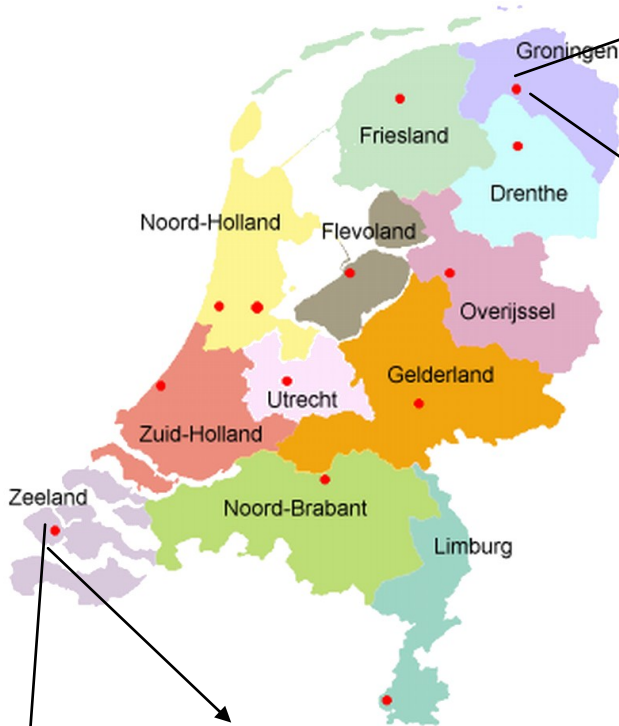 Groningen
Friesland
Drenthe
Noord-Holland
Flevoland
Overijssel
Gelderland
Utrecht
Zuid-Holland
Zeeland
Noord-Brabant
Limburg